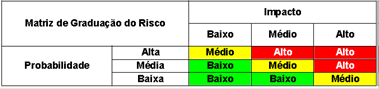 Matriz de Graduação do Risco
Impacto
Baixo Médio Alto
Probabilidade
Alta Médio Alto Alto
Média Baixo Médio Alto
Baixa Baixo Baixo Médio